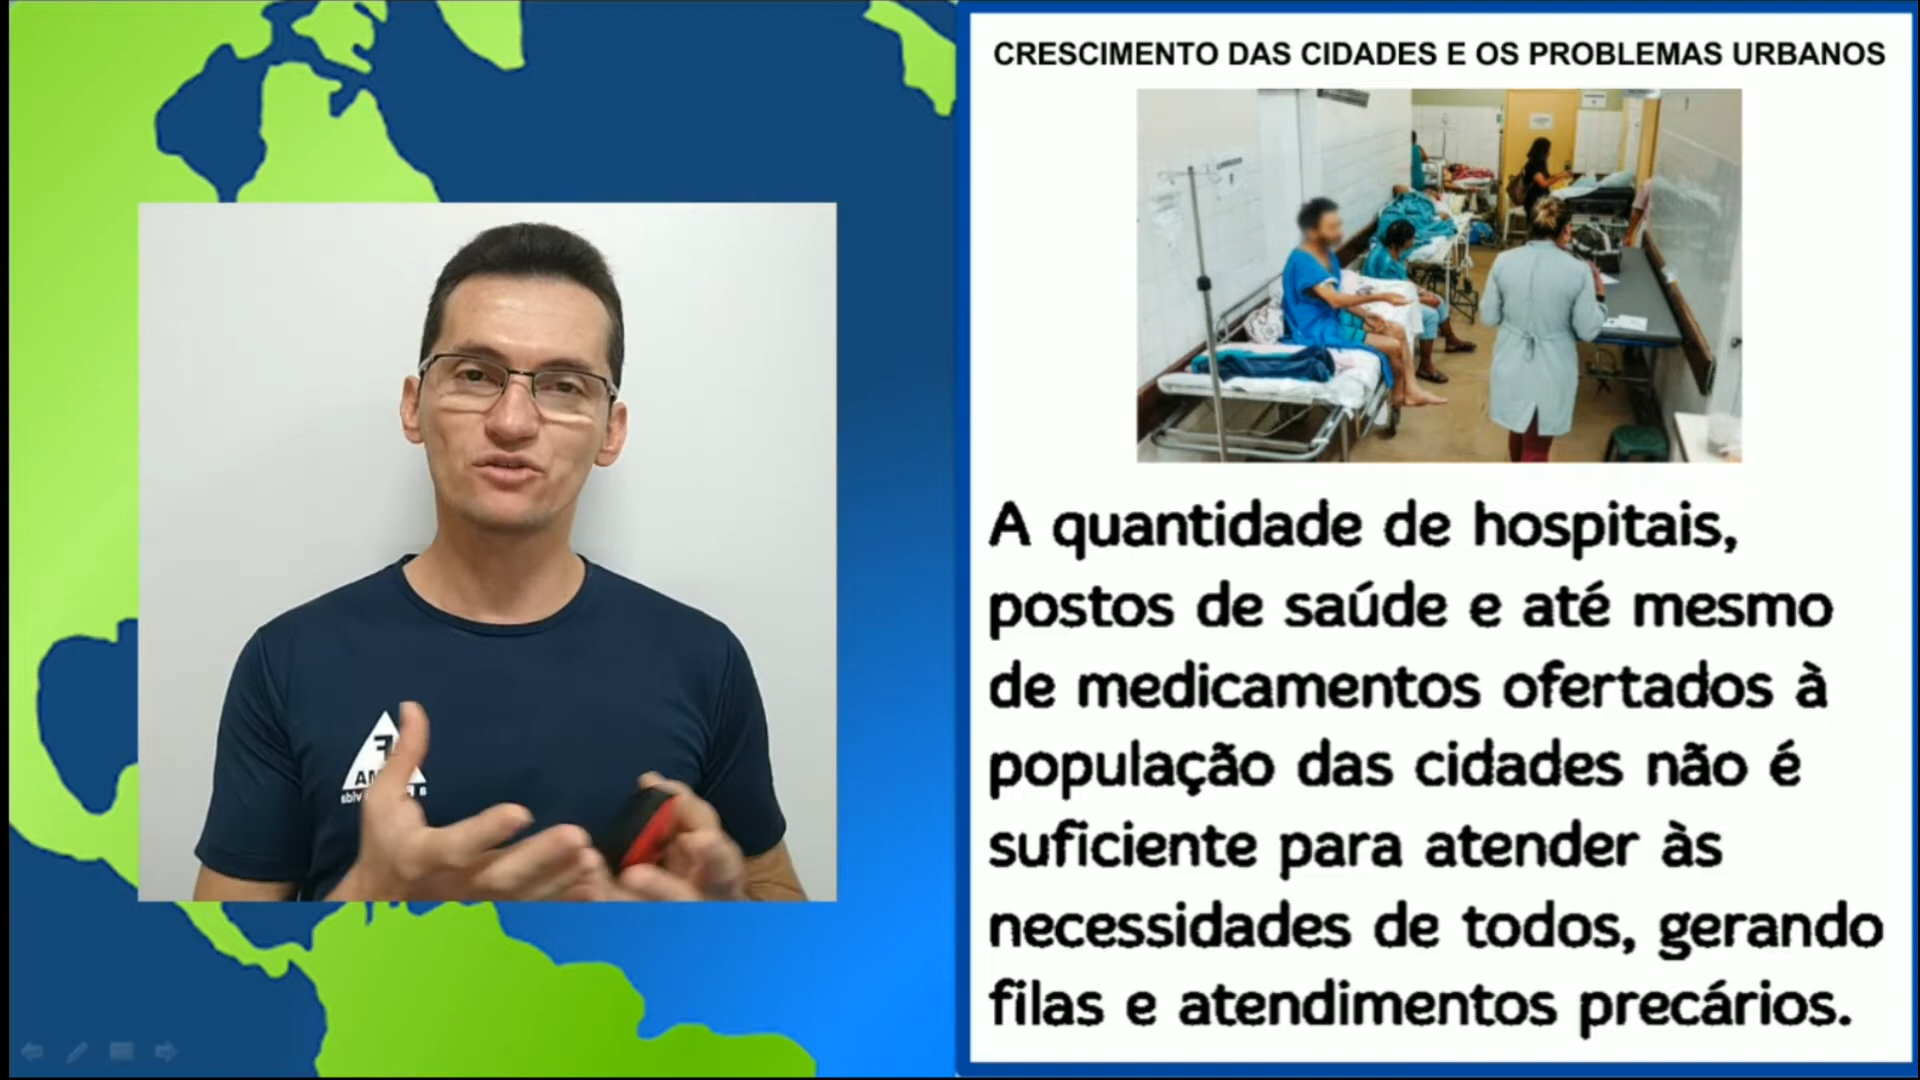 CRESCIMENTO DAS CIDADES E OS PROBLEMAS URBANOS
A quantidade de hospitais,
postos de saúde e até mesmo
de medicamentos ofertados à
população das cidades não é
suficiente para atender às
necessidades de todos, gerando
filas e atendimentos precários.